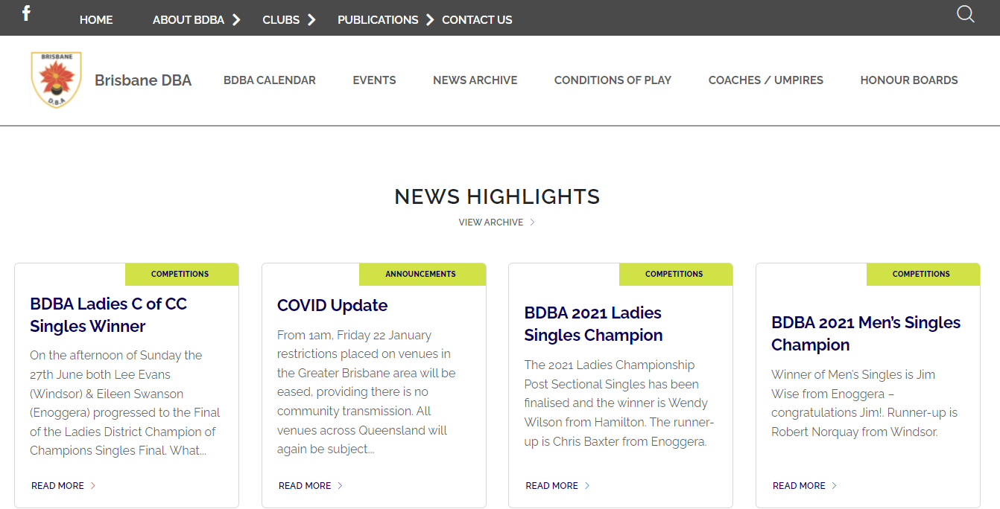 f
HOME
ABOUT BDBA
CLUBS
PUBLICATIONS
CONTACT US
BRISBANE
D.B.A
Brisbane DBA
BDBA CALENDAR
EVENTS
NEWS ARCHIVE
CONDITIONS OF PLAY
COACHES / UMPIRES
HONOUR BOARDS
NEWS HIGHLIGHTS
VIEW ARCHIVE
COMPETITIONS
BDBA Ladies C of CC
Singles Winner
On the afternoon of Sunday the
27th June both Lee Evans
(Windsor) & Eileen Swanson
(Enoggera) progressed to the Final
of the Ladies District Champion of
Champions Singles Final. What...
READ MORE
ANNOUNCEMENTS
COVID Update
From 1am, Friday 22 January
restrictions placed on venues in
the Greater Brisbane area will be
eased, providing there is no
community transmission. All
venues across Queensland will
again be subject...
READ MORE
COMPETITIONS
BDBA 2021 Ladies
Singles Champion
The 2021 Ladies Championship
Post Sectional Singles has been
finalised and the winner is Wendy
Wilson from Hamilton. The runner-
up is Chris Baxter from Enoggera.
READ MORE
COMPETITIONS
BDBA 2021 Men's Singles
Champion
Winner of Men's Singles is Jim
Wise from Enoggera –
congratulations Jim!. Runner-up is
Robert Norquay from Windsor.
READ MORE